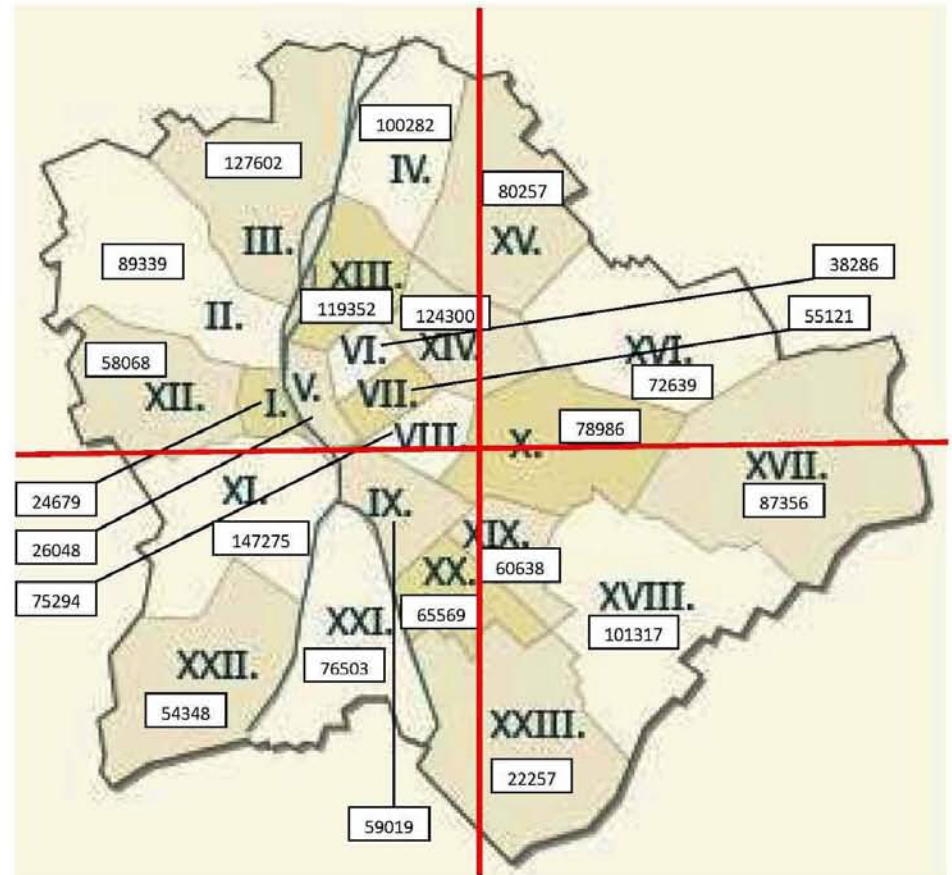 100282
127602
IV.
80257
III.
XV.
89339
38286
XIII.
119352
124300
55121
II.
VI.
XIV.
XVI.
58068
72639
XII.
I.
V.
VII.
VIII.
78986
X.
XVII.
24679
XI.
87356
IX.
26048
147275
XIX.
XX.
60638
75294
65569
XVIII.
XXI.
101317
XXII.
76503
54348
XXIII.
22257
59019